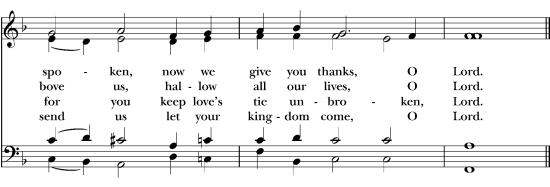 spo - ken, now we give you thanks, O Lord.
bove us, hal - low all our lives, O Lord.
for you keep love's tie un - bro - ken, Lord.
send us let your king - dom come, O Lord.